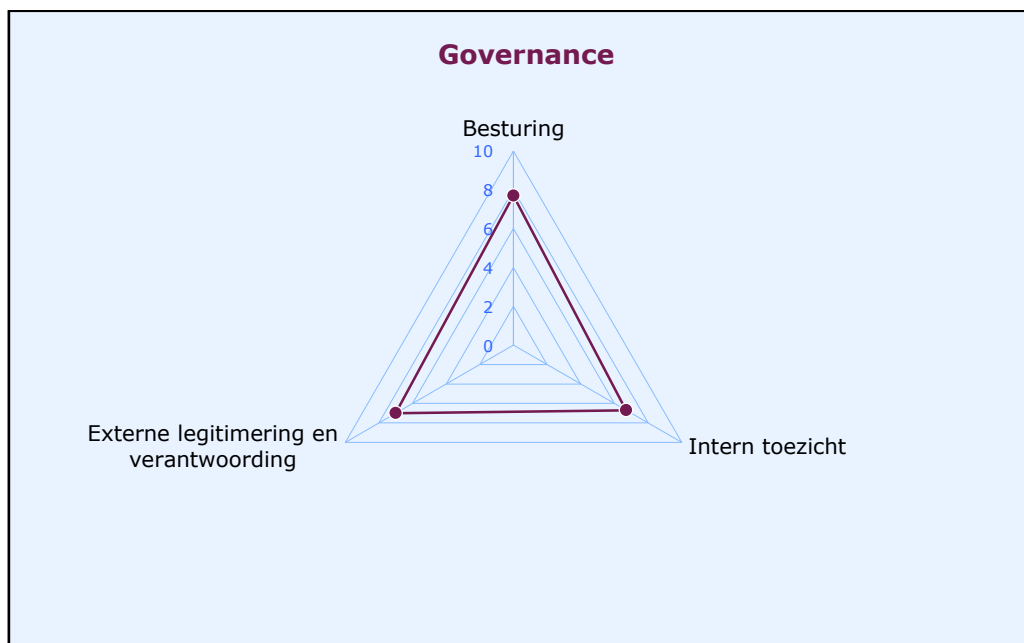 Governance
Besturing
10
8
6
4
2
0
Externe legitimering en
verantwoording
Intern toezicht